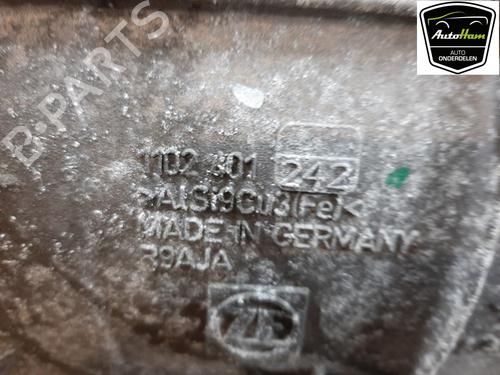 AutoHam
AUTO
ONDERDELEN
B-PARTS
1102 401 242
>AlSi9Cu3(Fe)<
MADE IN GERMANY
R9AJA
ZF